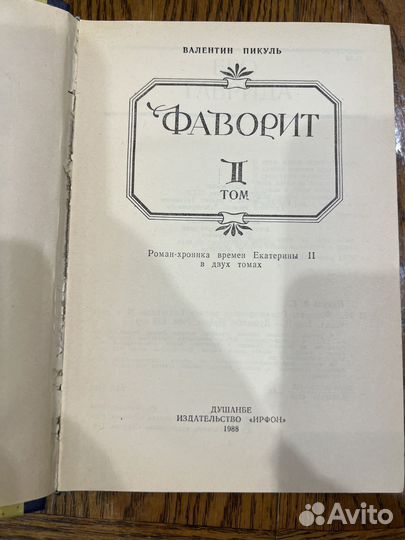 ВАЛЕНТИН ПИКУЛЬ
ФАВОРИТ
II
ТОМ
Роман-хроника времен Екатерины II
в двух томах
ДУШАНБЕ
ИЗДАТЕЛЬСТВО «ИРФОН»
1988
Avito